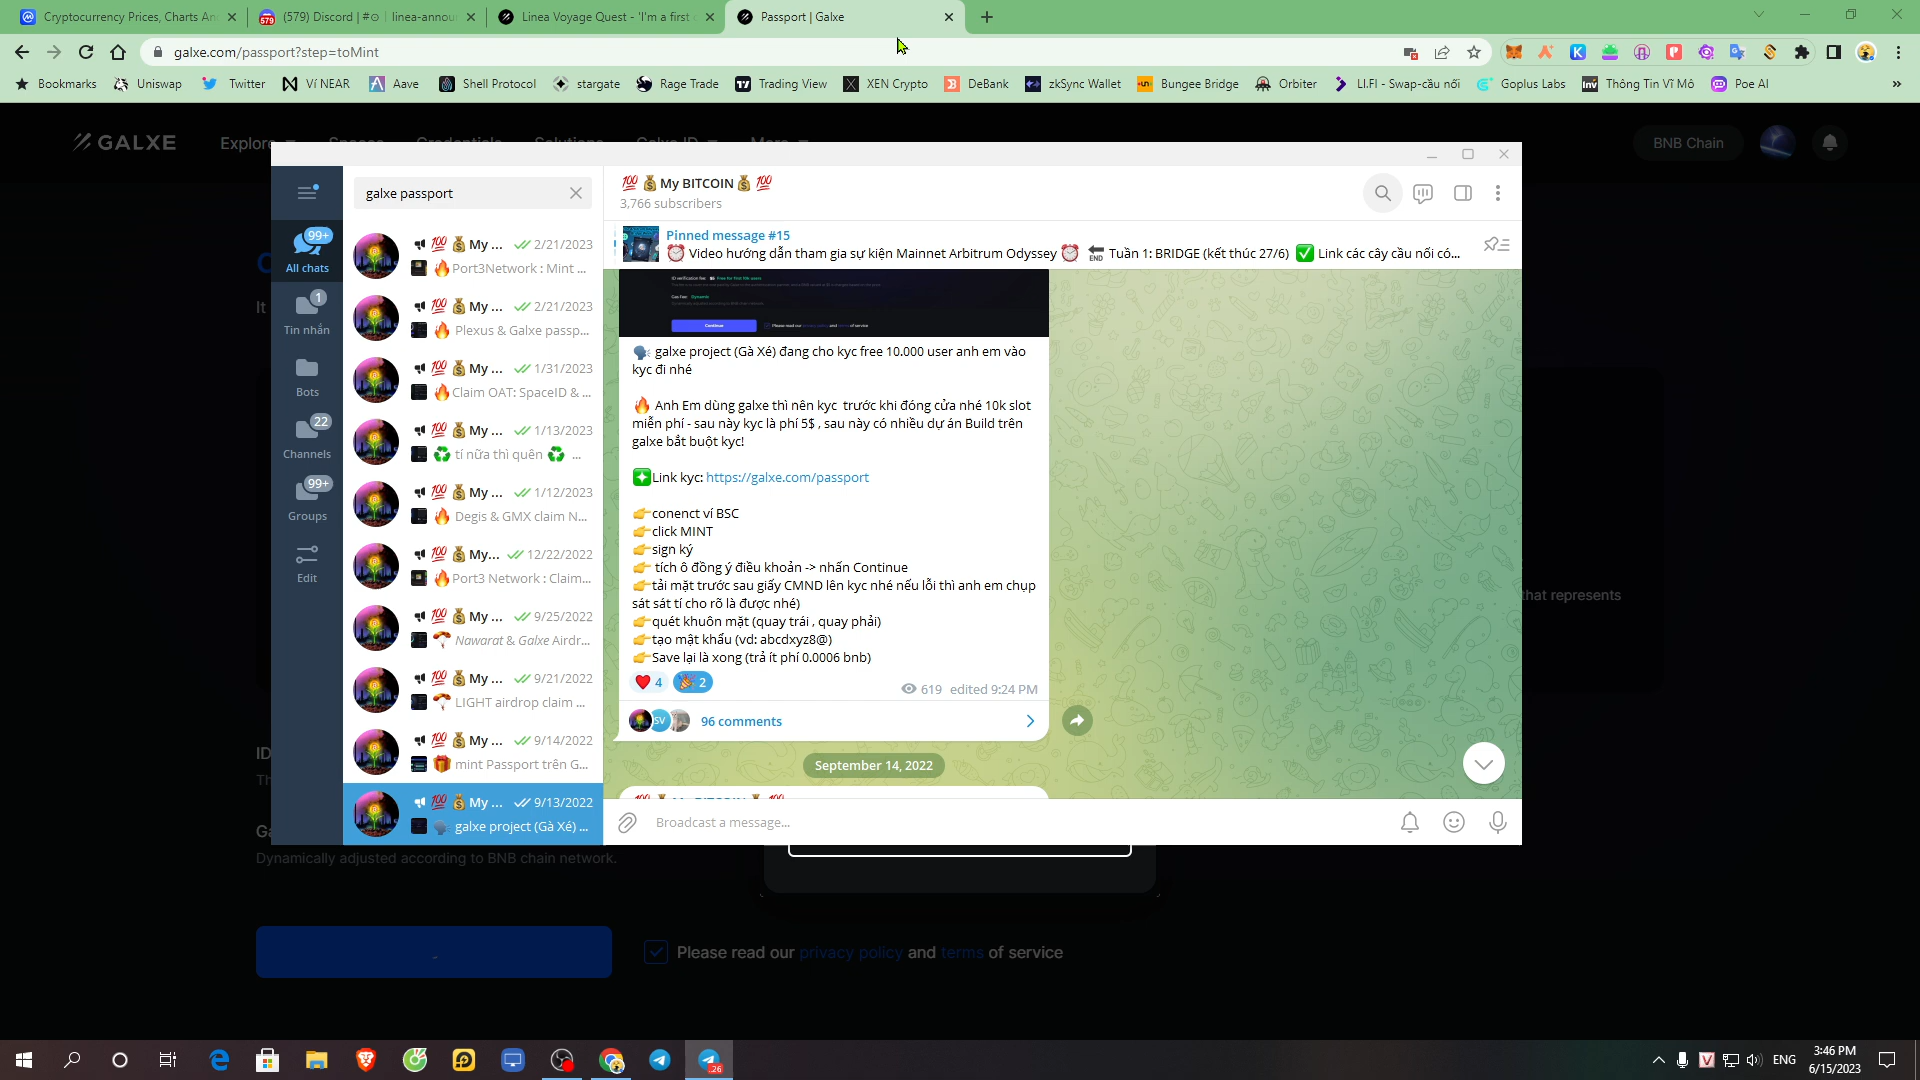 Cryptocurrency Prices, Charts An
(579) Discord | #⊙ | linea-annou
Linea Voyage Quest - 'I'm a first
Passport | Galxe
galxe.com/passport?step=toMint
Bookmarks
Uniswap
Twitter
Ví NEAR
Aave
Shell Protocol
stargate
Rage Trade
Trading View
XEN Crypto
DeBank
zkSync Wallet
Bungee Bridge
Orbiter
LI.FI - Swap-cầu nối
Goplus Labs
Thông Tin Vĩ Mô
Poe AI
»
GALXE
Explore
BNB Chain
galxe passport
💯💰My BITCOIN💰💯
3,766 subscribers
Pinned message #15
⏰ Video hướng dẫn tham gia sự kiện Mainnet Arbitrum Odyssey ⏰ 🔚 Tuần 1: BRIDGE (kết thúc 27/6) ✅ Link các cây cầu nối có...
99+
All chats
1
Tin nhắn
Bots
22
Channels
99+
Groups
Edit
💯💰My ... 2/21/2023
🔥Port3Network : Mint ...
💯💰My ... 2/21/2023
🔥 Plexus & Galxe passp...
💯💰My ... 1/31/2023
🔥Claim OAT: SpaceID & ...
💯💰My ... 1/13/2023
♻️ tí nữa thì quên ♻️ ...
💯💰My ... 1/12/2023
🔥 Degis & GMX claim N...
💯💰My... 12/22/2022
🔥Port3 Network : Claim...
💯💰My ... 9/25/2022
🪂 Nawarat & Galxe Airdr...
💯💰My ... 9/21/2022
🪂 LIGHT airdrop claim ...
💯💰My ... 9/14/2022
🎁 mint Passport trên G...
💯💰My ... 9/13/2022
🗣 galxe project (Gà Xé) ...
Continue
🗣 galxe project (Gà Xé) đang cho kyc free 10.000 user anh em vào
kyc đi nhé
🔥 Anh Em dùng galxe thì nên kyc trước khi đóng cửa nhé 10k slot
miễn phí - sau này kyc là phí 5$ , sau này có nhiều dự án Build trên
galxe bắt buột kyc!
Link kyc: https://galxe.com/passport
👉conenct ví BSC
👉click MINT
👉sign ký
👉 tích ô đồng ý điều khoản -> nhấn Continue
👉tải mặt trước sau giấy CMND lên kyc nhé nếu lỗi thì anh em chụp
sát sát tí cho rõ là được nhé)
👉quét khuôn mặt (quay trái , quay phải)
👉tạo mật khẩu (vd: abcdxyz8@)
👉Save lại là xong (trả ít phí 0.0006 bnb)
❤️ 4 🎉 2
619 edited 9:24 PM
SV
96 comments
September 14, 2022
Broadcast a message...
It
that represents
ID
Th
Ga
Dynamically adjusted according to BNB chain network.
Please read our privacy policy and terms of service
.26
ENG
3:46 PM
6/15/2023